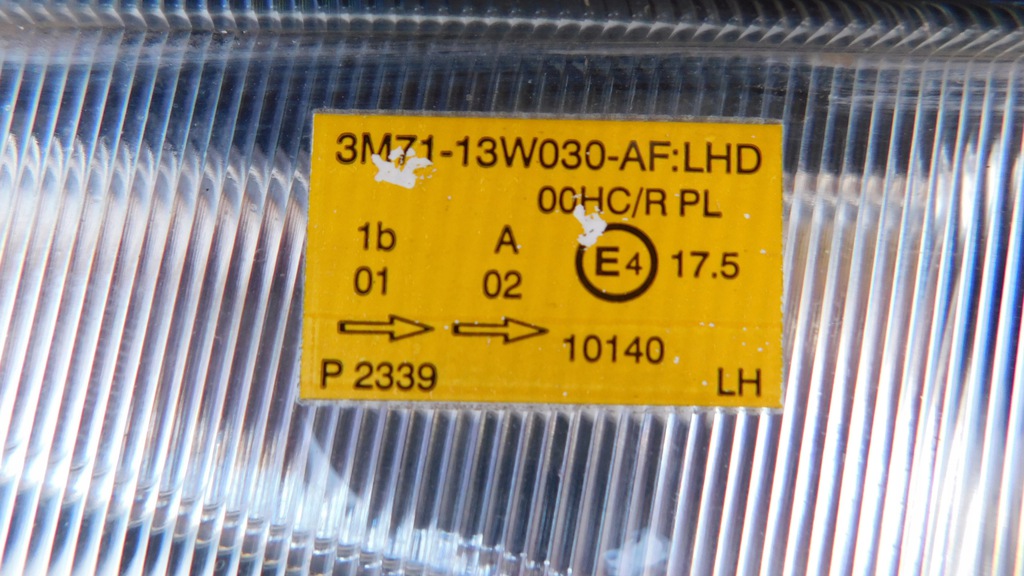 3M71-13W030-AF:LHD
00HC/R PL
1b A E4 17.5
01 02
10140
P 2339 LH